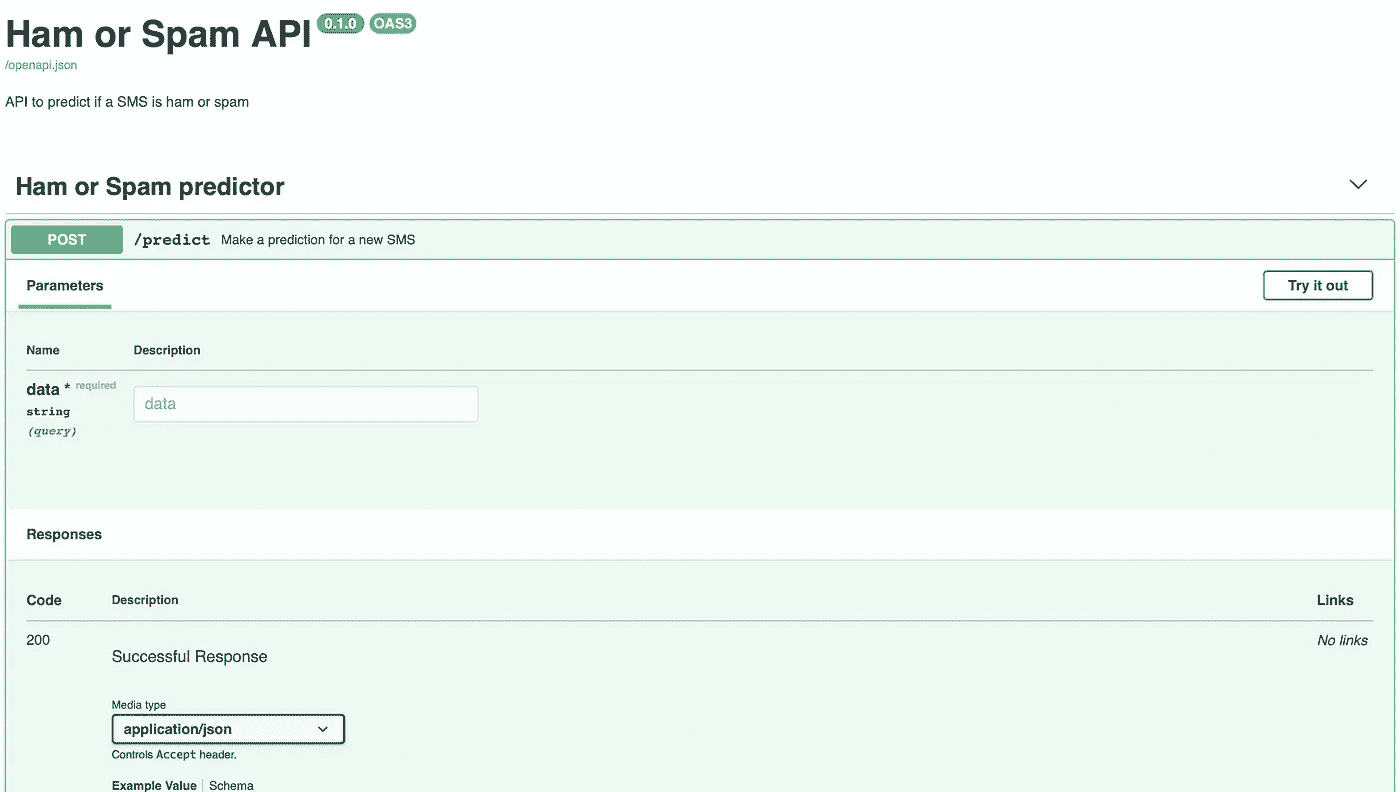 Ham or Spam API 0.1.0 OAS3
/openapi.json
API to predict if a SMS is ham or spam
Ham or Spam predictor
POST /predict Make a prediction for a new SMS
Parameters Try it out
Name Description
data * required data
string
(query)
Responses
Code Description Links
200 No links
Successful Response
Media type
application/json
Controls Accept header.
Example Value Schema